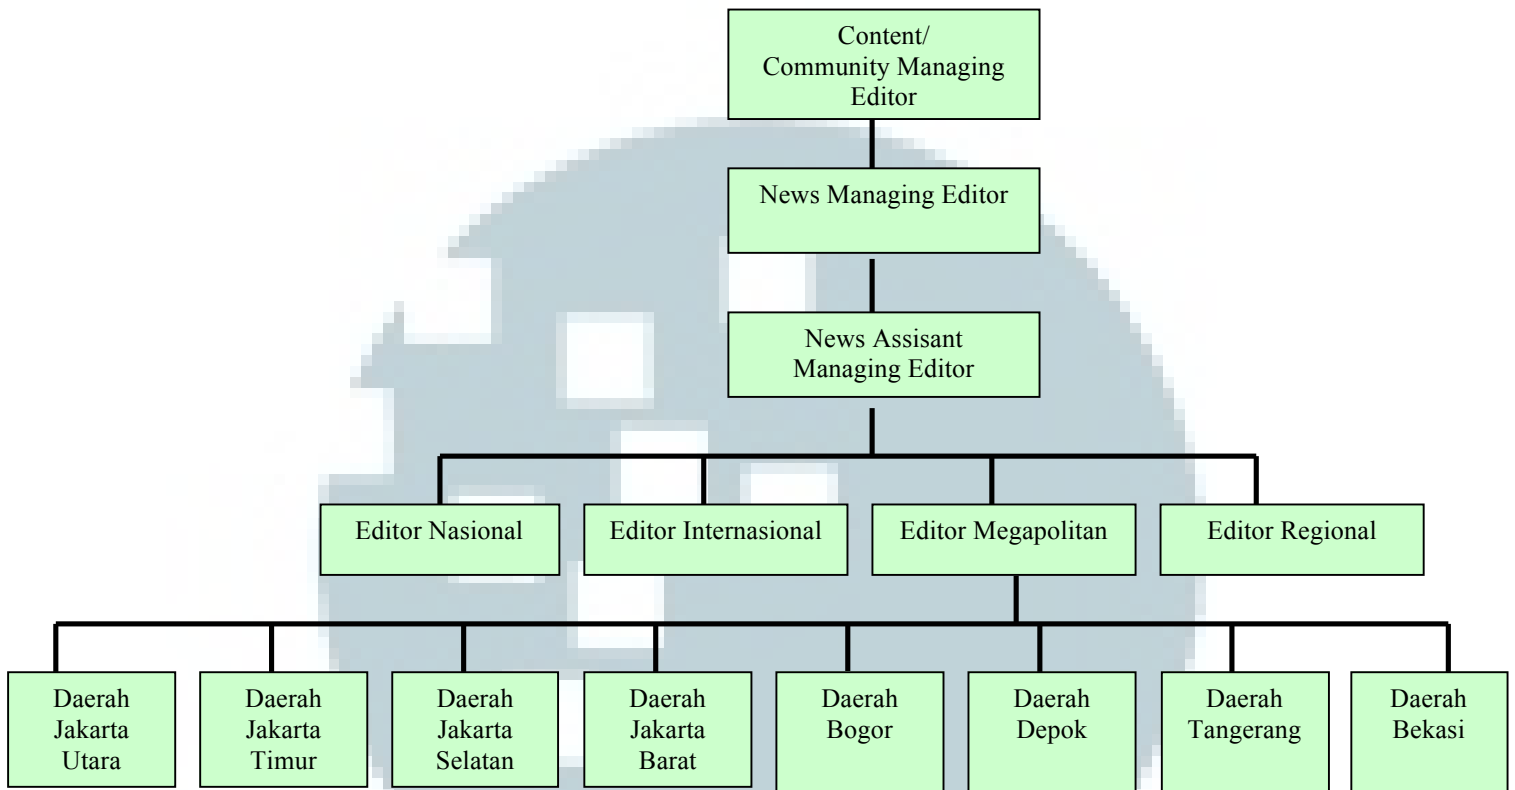 Content/
Community Managing
Editor
News Managing Editor
News Assisant
Managing Editor
Editor Nasional
Editor Internasional
Editor Megapolitan
Editor Regional
Daerah
Jakarta
Utara
Daerah
Jakarta
Timur
Daerah
Jakarta
Selatan
Daerah
Jakarta
Barat
Daerah
Bogor
Daerah
Depok
Daerah
Tangerang
Daerah
Bekasi